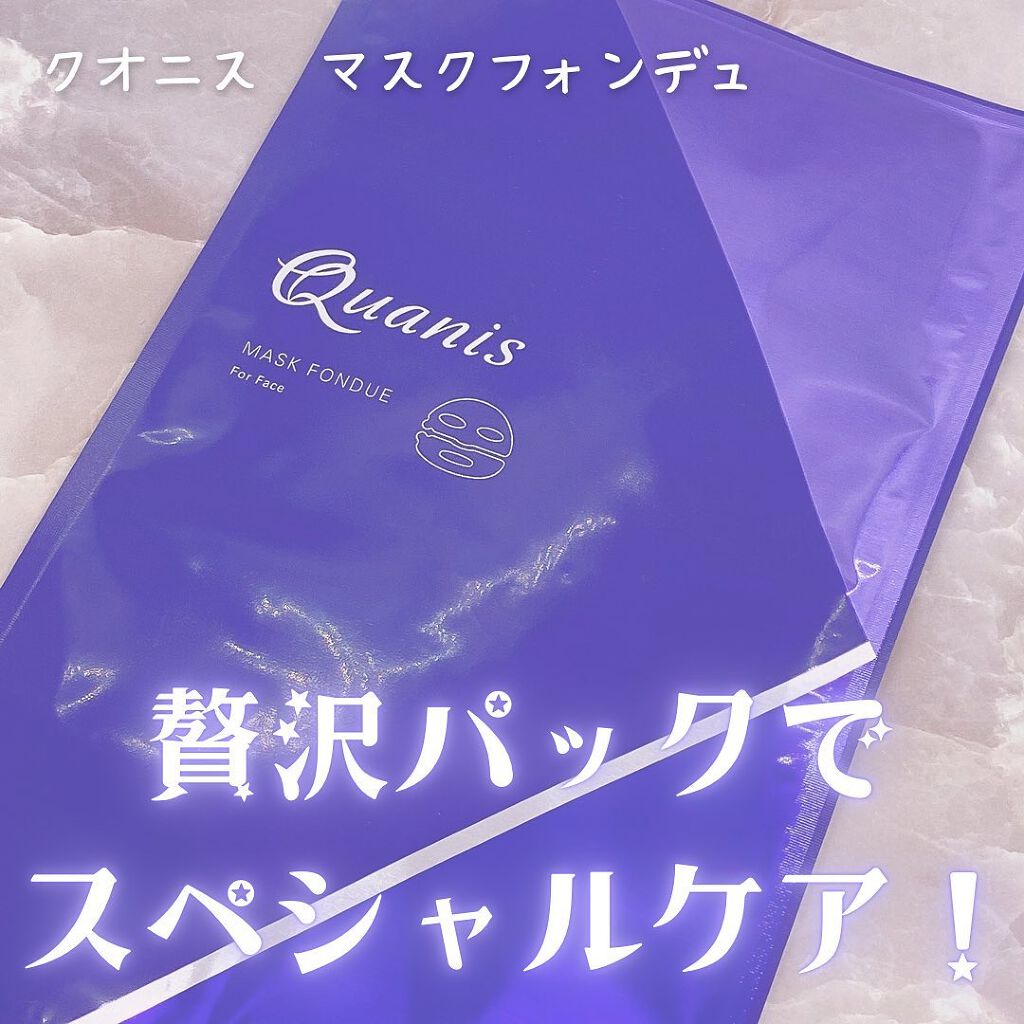 クオニス　マスクフォンデュ
Quanis
MASK FONDUE
For Face
贅沢パックで
スペシャルケア！